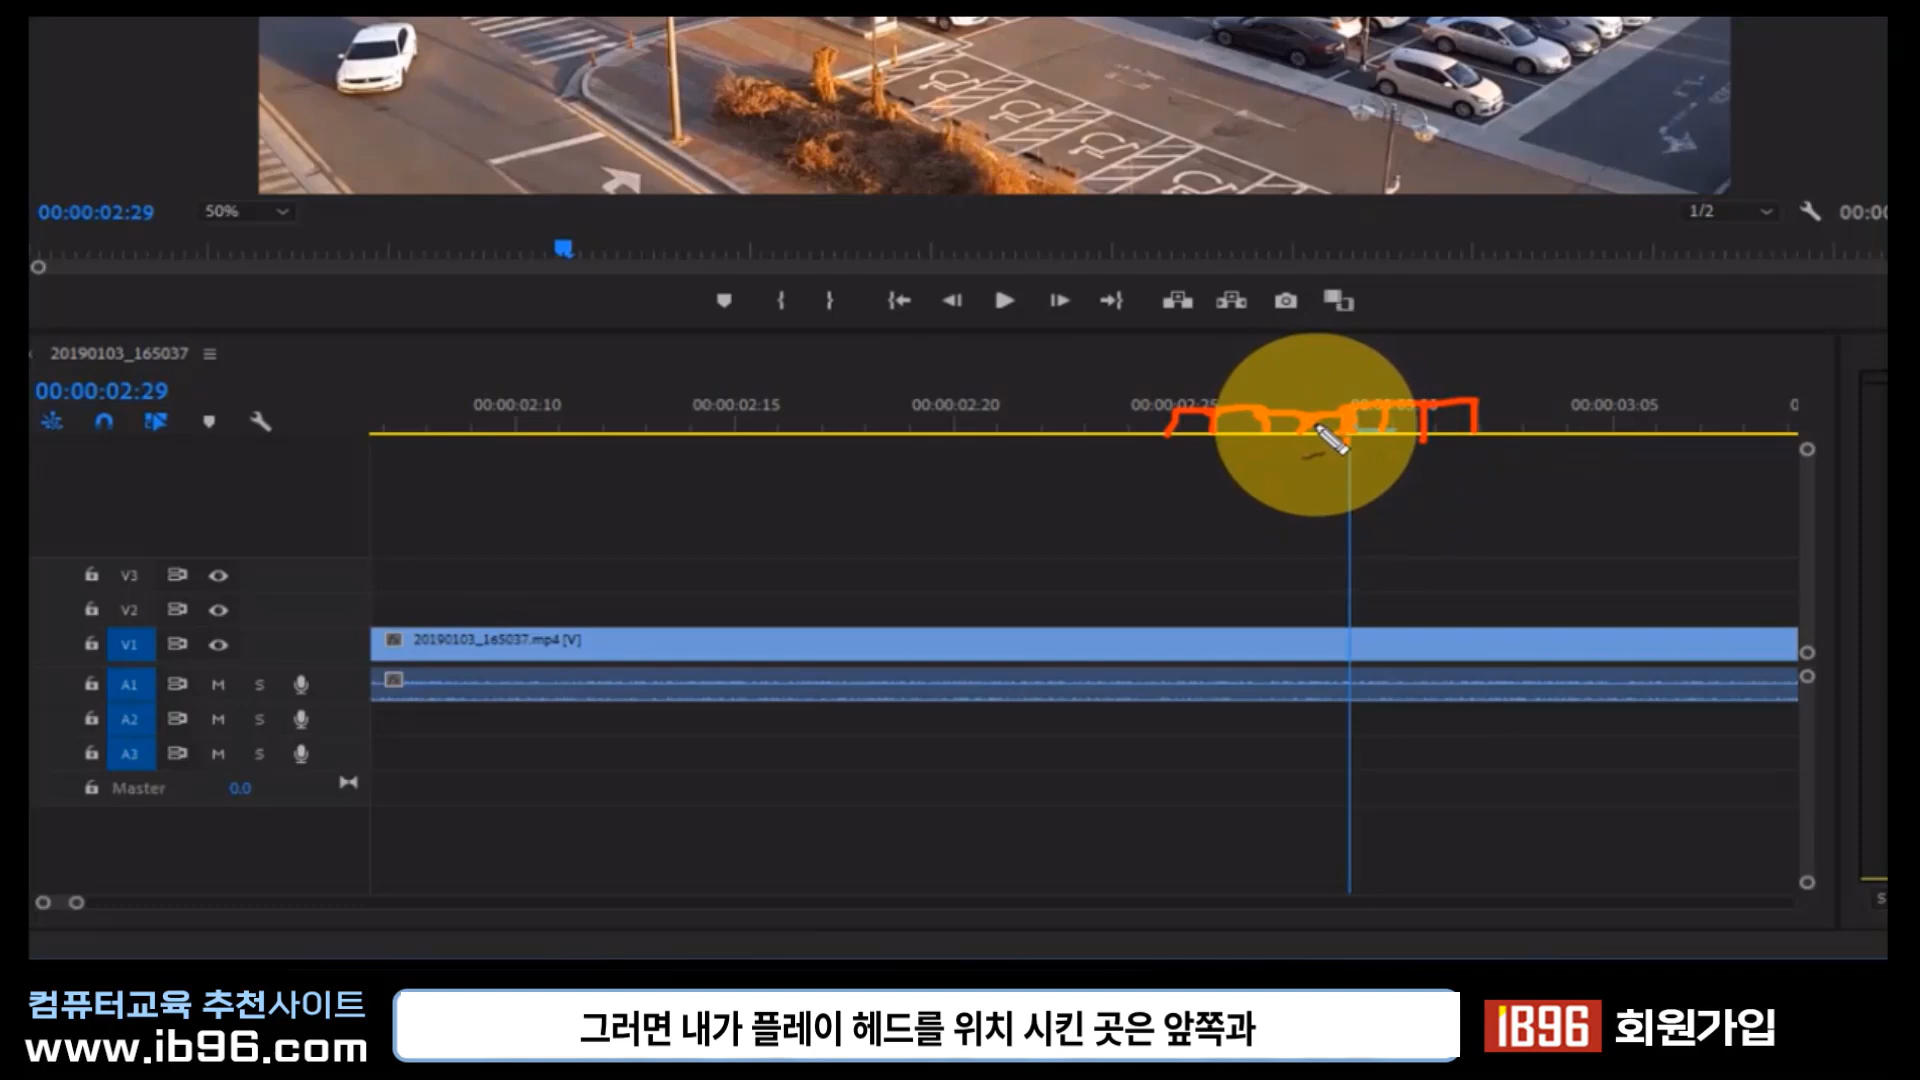 00:00:02:29
50%
1/2
20190103_165037
00:00:02:29
00:00:02:10
00:00:02:15
00:00:02:20
00:00:02:25
00:00:03:05
V3
V2
V1
20190103_165037.mp4 [V]
A1 M S
A2 M S
A3 M S
Master 0.0
S
컴퓨터교육 추천사이트
www.ib96.com
그러면 내가 플레이 헤드를 위치 시킨 곳은 앞쪽과
IB96 회원가입